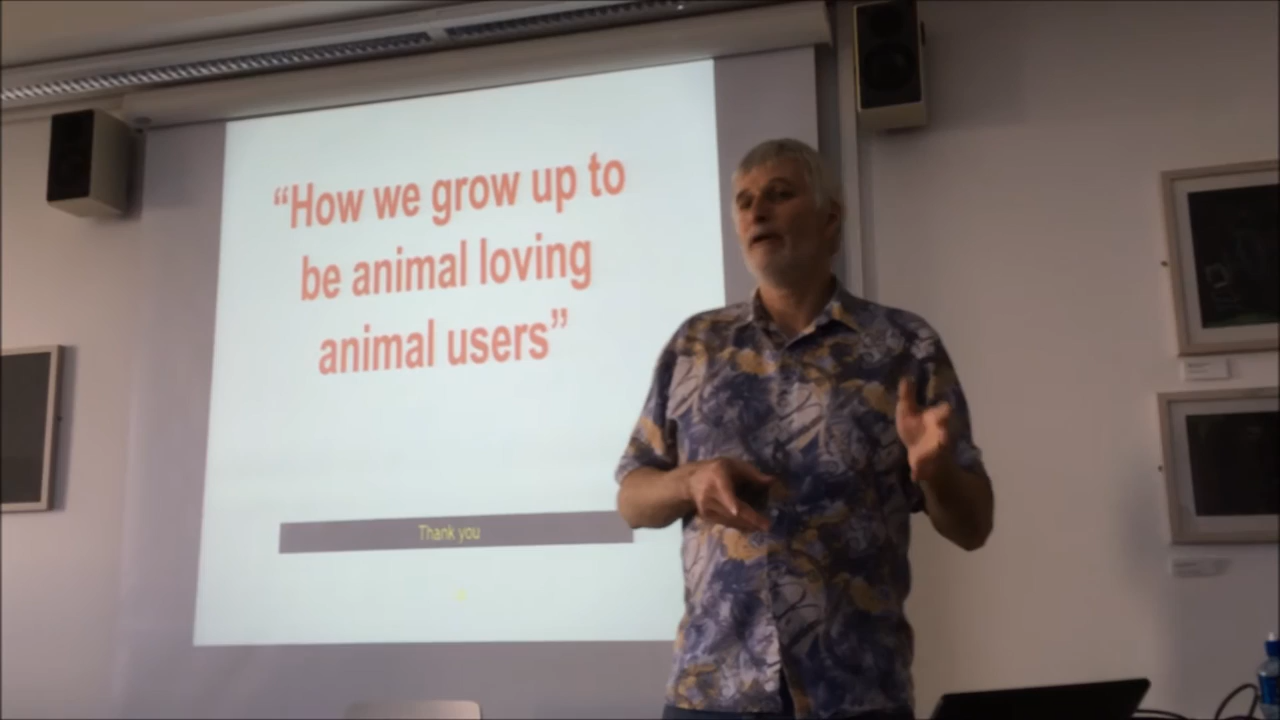 “How we grow up to
be animal loving
animal users”
Thank you